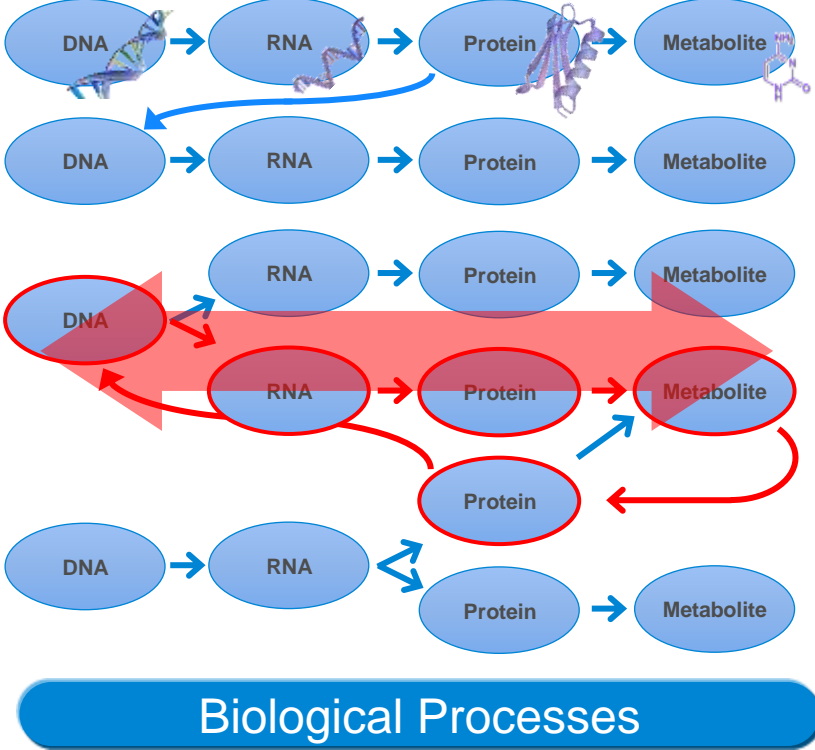 DNA RNA Protein Metabolite
NH₂
N
N
H
O
DNA RNA Protein Metabolite
RNA Protein Metabolite
DNA
RNA Protein Metabolite
Protein
DNA RNA
Protein Metabolite
Biological Processes